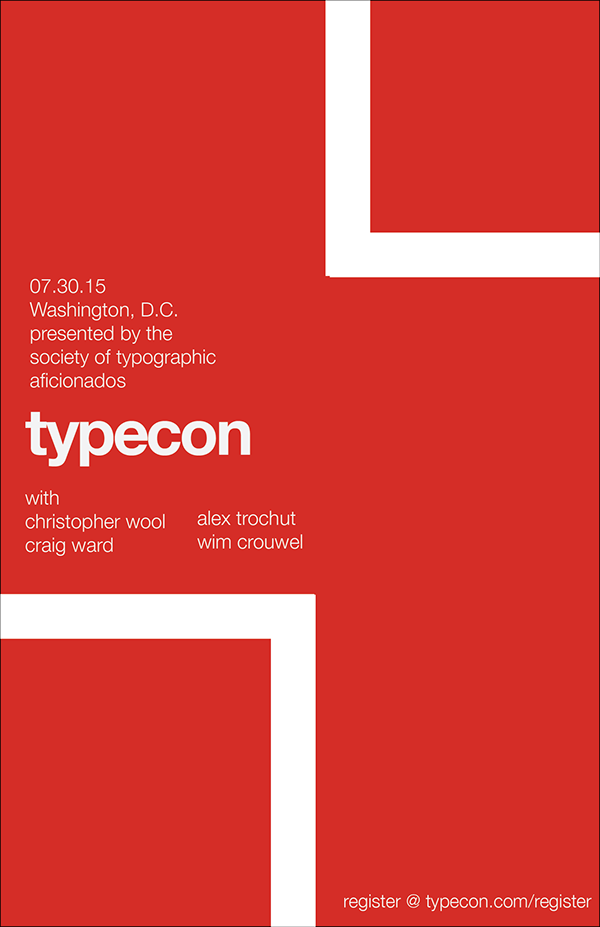 07.30.15
Washington, D.C.
presented by the
society of typographic
aficionados
typecon
with
christopher wool
craig ward
alex trochut
wim crouwel
register @ typecon.com/register